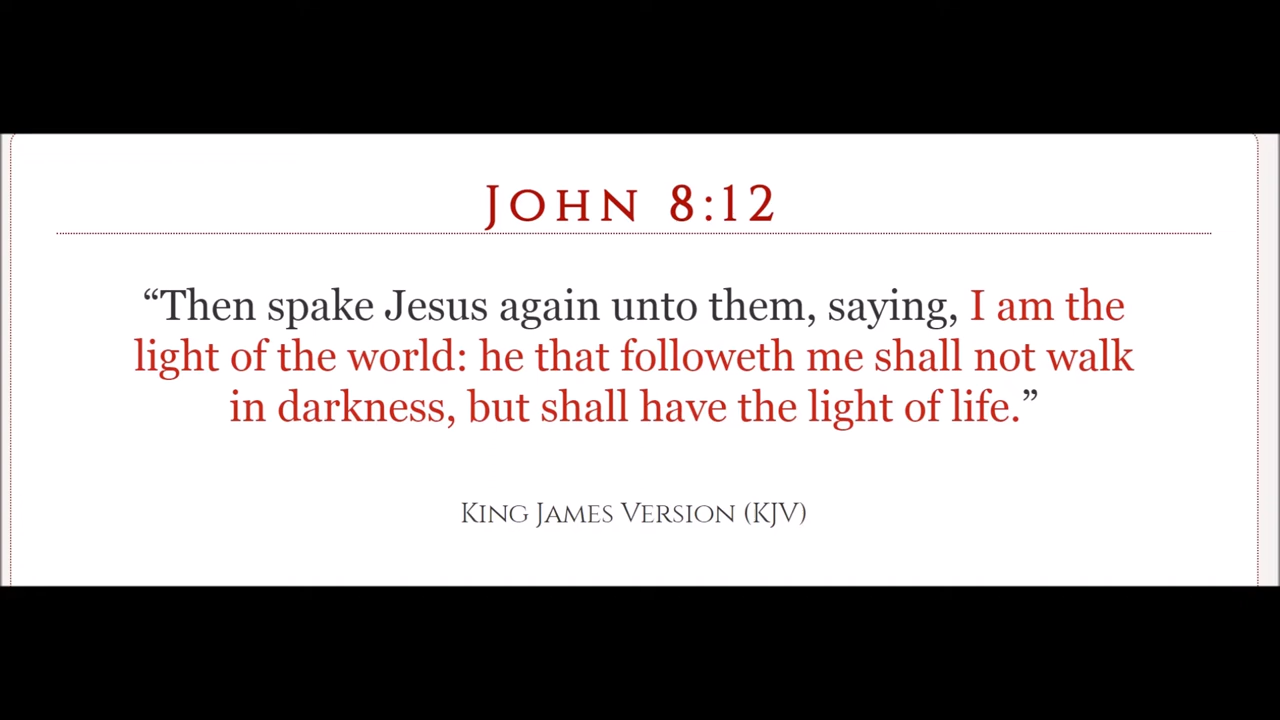 John 8:12
“Then spake Jesus again unto them, saying, I am the
light of the world: he that followeth me shall not walk
in darkness, but shall have the light of life.”
King James Version (KJV)